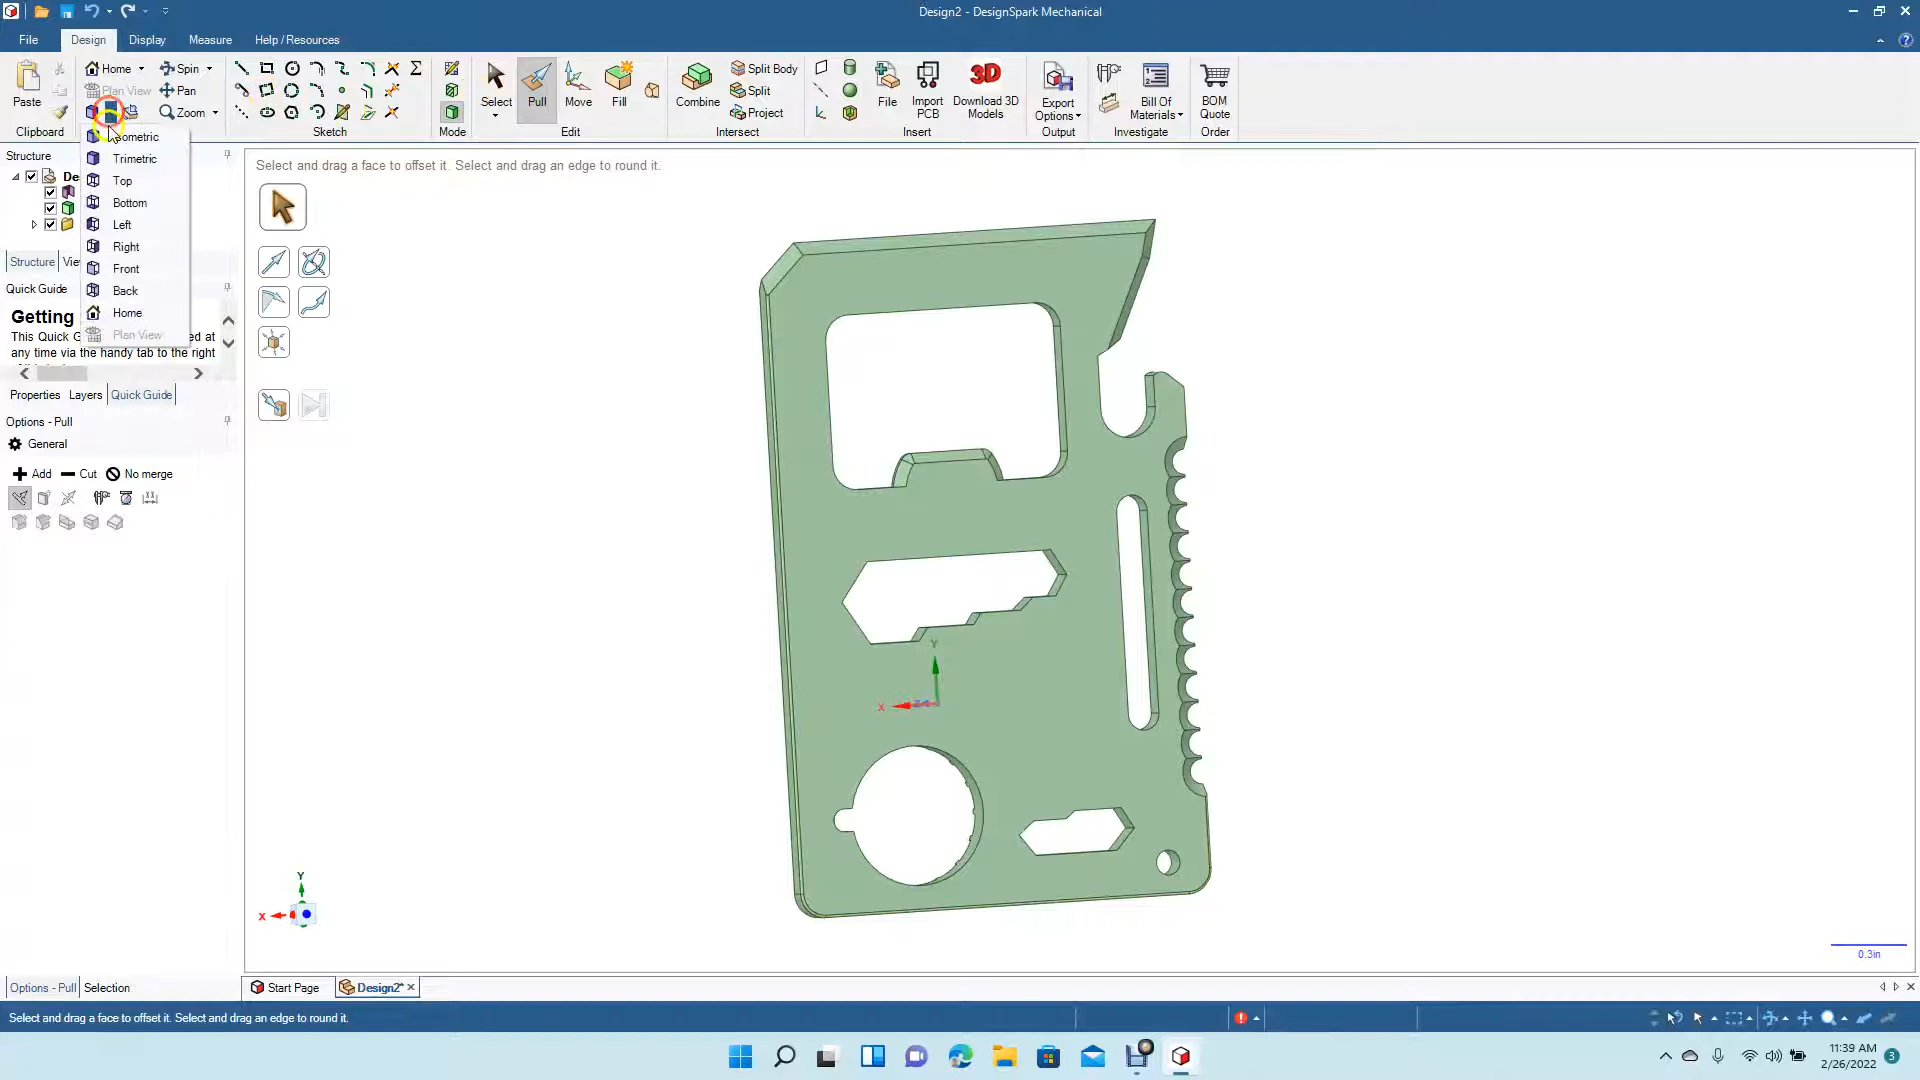 Design2 - DesignSpark Mechanical
File Design Display Measure Help / Resources
Home Spin
Paste Plan View Pan
Zoom
Clipboard Sketch Mode
Select Pull Move Fill Edit
Combine Split Body
Split
Project
Intersect
File Import PCB Download 3D Models Insert
Export Options Output
Bill Of Materials Investigate
BOM Quote Order
Structure
Isometric
Trimetric
Top
Bottom
Left
Right
Front
Back
Home
Plan View
Structure
Quick Guide
Getting
This Quick ed at
any time via the handy tab to the right
Properties Layers Quick Guide
Options - Pull
General
Add Cut No merge
Select and drag a face to offset it. Select and drag an edge to round it.
Y
X
Y
X
0.3in
Options - Pull Selection
Start Page Design2*
Select and drag a face to offset it. Select and drag an edge to round it.
11:39 AM
2/26/2022
3